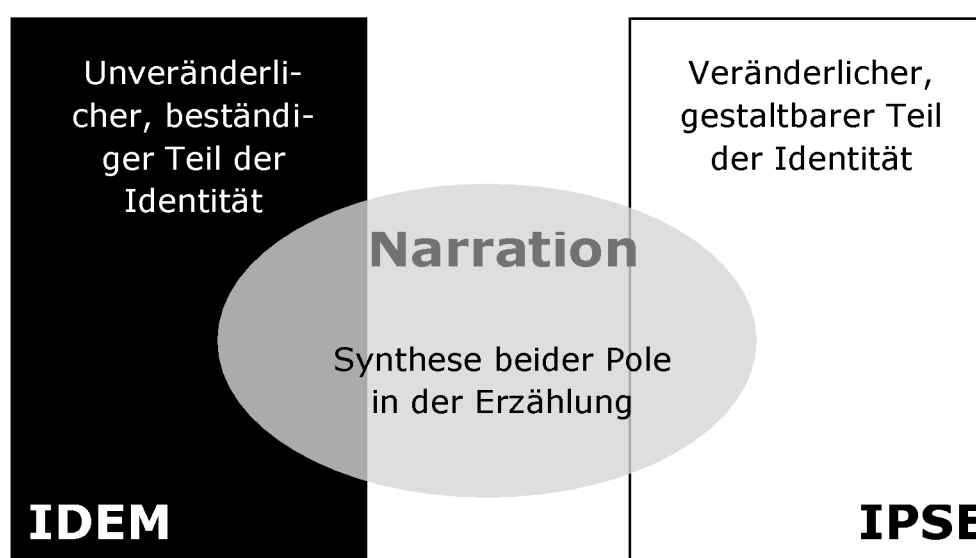 Unveränderli-
cher, beständi-
ger Teil der
Identität
Veränderlicher,
gestaltbarer Teil
der Identität
Narration
Synthese beider Pole
in der Erzählung
IDEM
IPSE